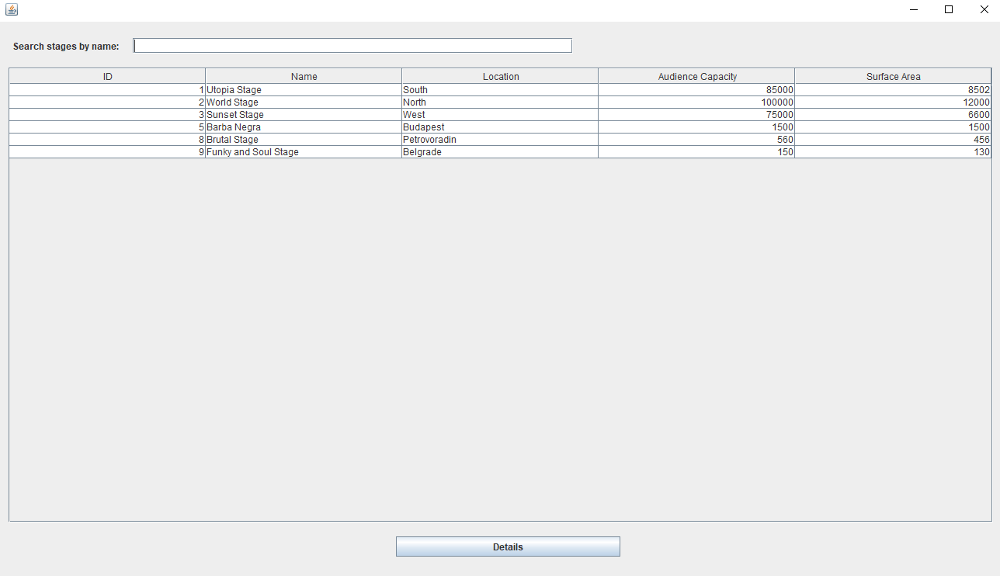 Search stages by name:
ID Name Location Audience Capacity Surface Area
1 Utopia Stage South 85000 8502
2 World Stage North 100000 12000
3 Sunset Stage West 75000 6600
5 Barba Negra Budapest 1500 1500
8 Brutal Stage Petrovoradin 560 456
9 Funky and Soul Stage Belgrade 150 130
Details